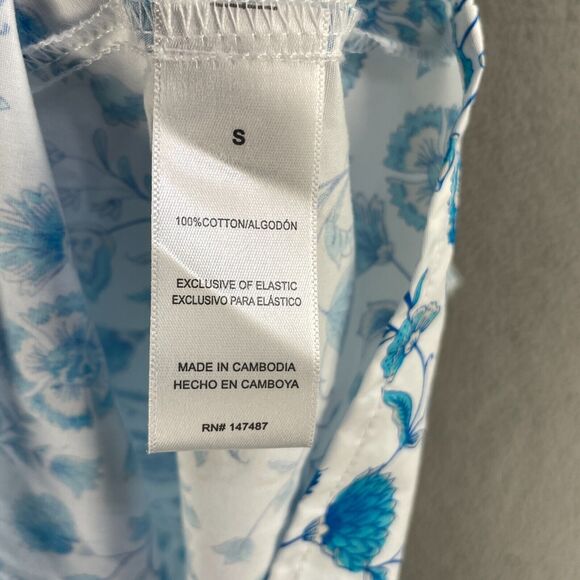 S
100%COTTON/ALGODÓN
EXCLUSIVE OF ELASTIC
EXCLUSIVO PARA ELÁSTICO
MADE IN CAMBODIA
HECHO EN CAMBOYA
RN# 147487